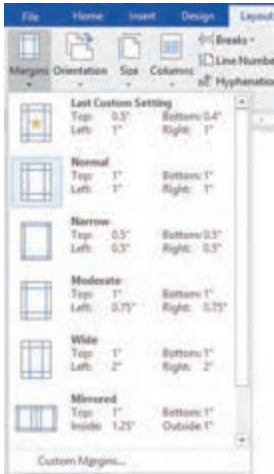 File Home Insert Design Layout
Margins Orientation Size Columns
Breaks
Line Number
Hyphenation
Last Custom Setting
Top: 0.5" Bottom: 0.4"
Left: 1" Right: 1"
Normal
Top: 1" Bottom: 1"
Left: 1" Right: 1"
Narrow
Top: 0.5" Bottom: 0.5"
Left: 0.5" Right: 0.5"
Moderate
Top: 1" Bottom: 1"
Left: 0.75" Right: 0.75"
Wide
Top: 1" Bottom: 1"
Left: 2" Right: 2"
Mirrored
Top: 1" Bottom: 1"
Inside: 1.25" Outside: 1"
Custom Margins...